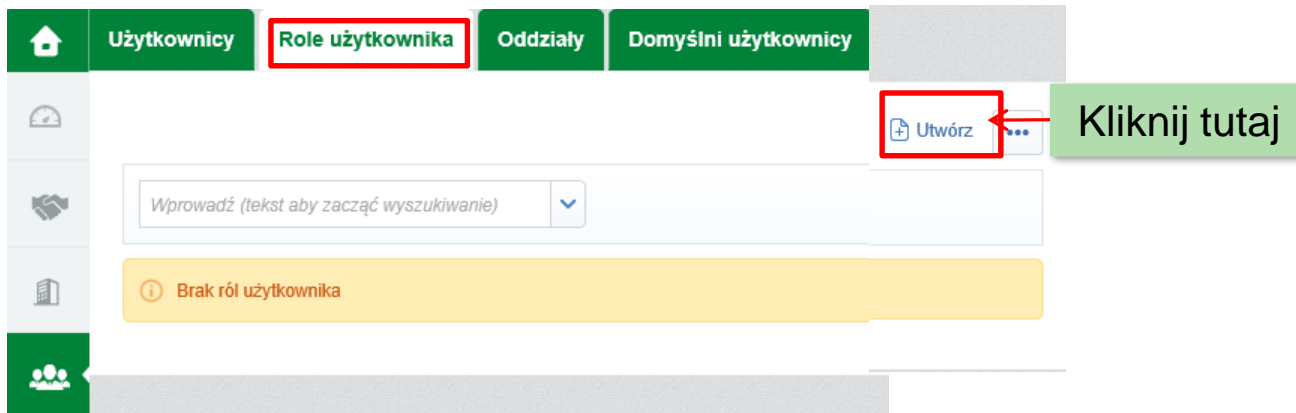 Użytkownicy
Role użytkownika
Oddziały
Domyślni użytkownicy
Utwórz
Kliknij tutaj
Wprowadź (tekst aby zacząć wyszukiwanie)
Brak ról użytkownika